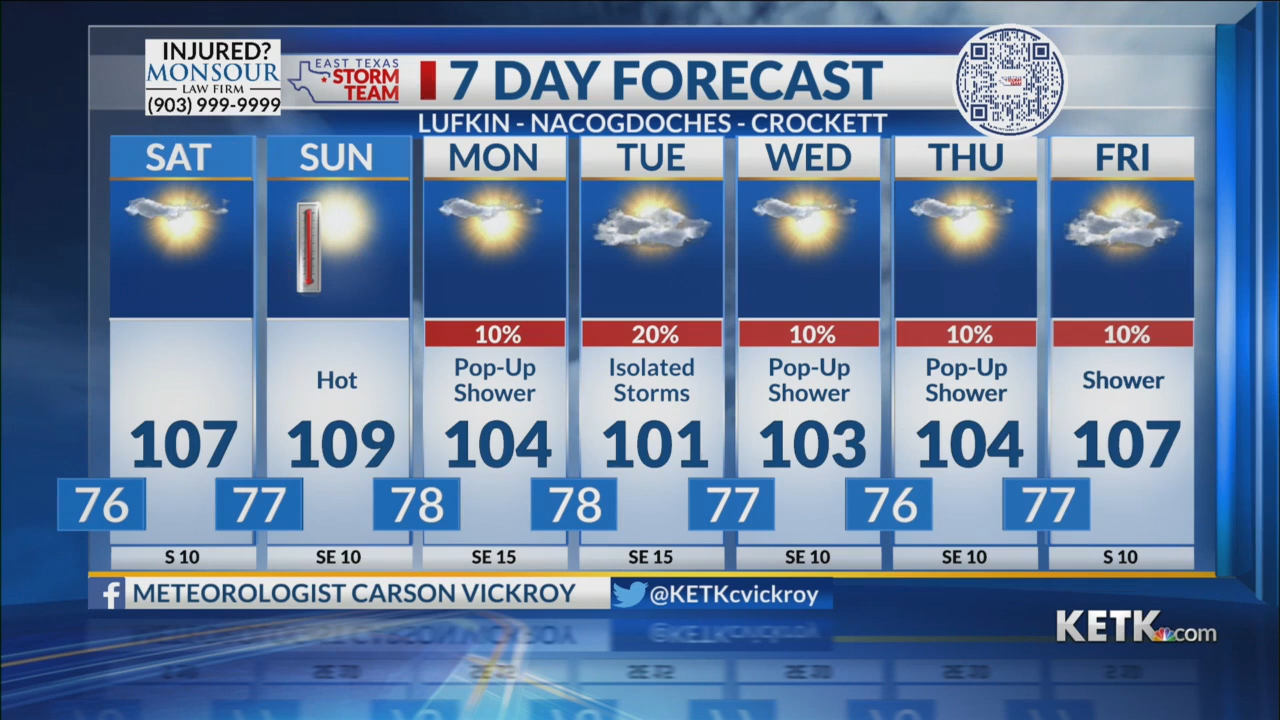 INJURED?
MONSOUR
LAW FIRM
(903) 999-9999
EAST TEXAS
STORM
TEAM
7 DAY FORECAST
LUFKIN - NACOGDOCHES - CROCKETT
SAT SUN MON TUE WED THU FRI
10% 20% 10% 10% 10%
Hot
Pop-Up
Shower
Isolated
Storms
Pop-Up
Shower
Pop-Up
Shower
Shower
107 109 104 101 103 104 107
76 77 78 78 77 76 77
S 10 SE 10 SE 15 SE 15 SE 10 SE 10 S 10
METEOROLOGIST CARSON VICKROY
@KETKcvickroy
KETK.com